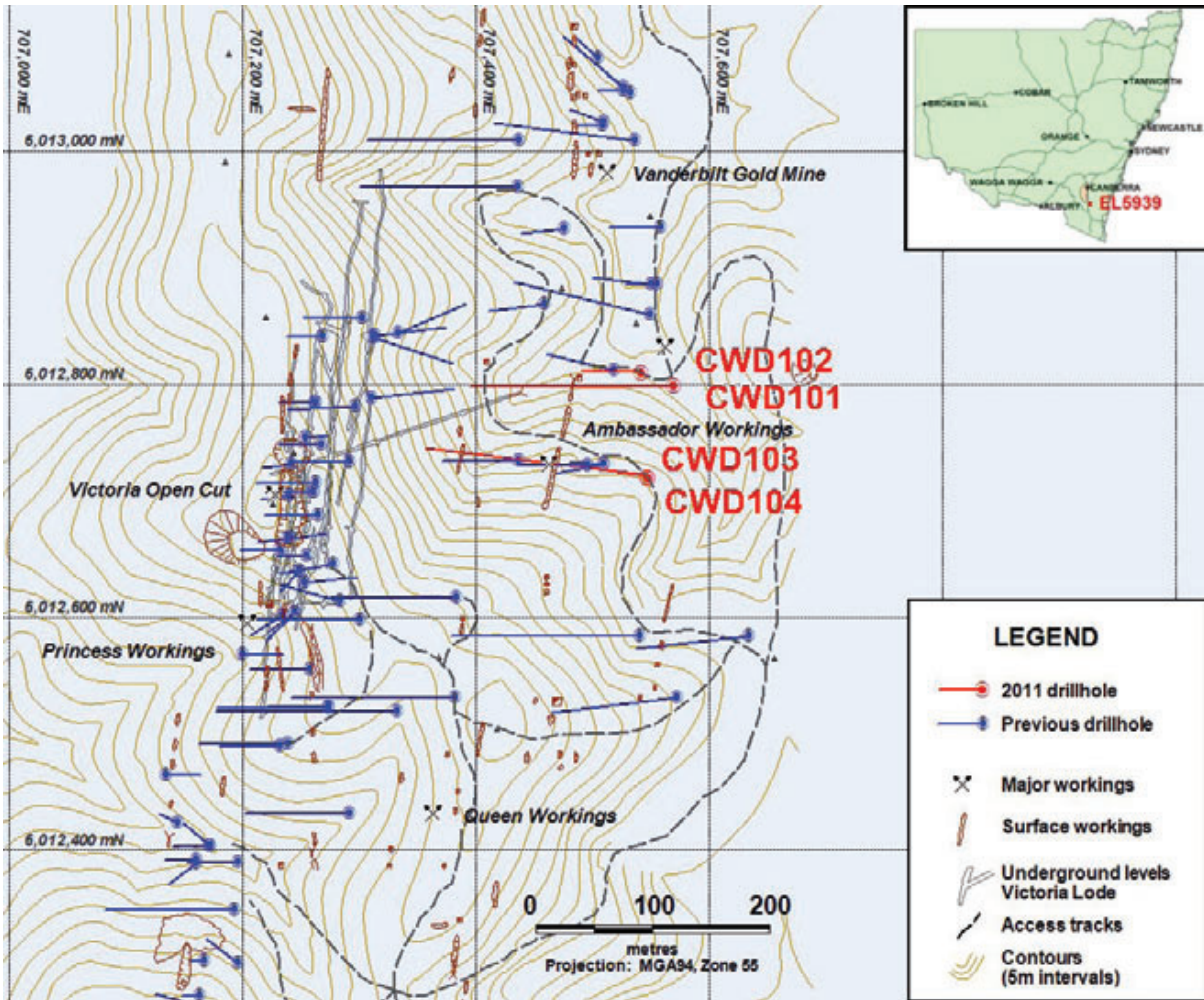 707,000 mE
707,200 mE
707,400 mE
707,600 mE
TAMWORTH
COBAR
BROKEN HILL
NEWCASTLE
ORANGE
SYDNEY
WAGGA WAGGA
CANBERRA
ALBURY
EL5939
6,013,000 mN
Vanderbilt Gold Mine
6,012,800 mN
CWD102
CWD101
Ambassador Workings
CWD103
CWD104
Victoria Open Cut
6,012,600 mN
Princess Workings
Queen Workings
6,012,400 mN
0 100 200
metres
Projection: MGA94, Zone 55
LEGEND
2011 drillhole
Previous drillhole
Major workings
Surface workings
Underground levels
Victoria Lode
Access tracks
Contours
(5m intervals)